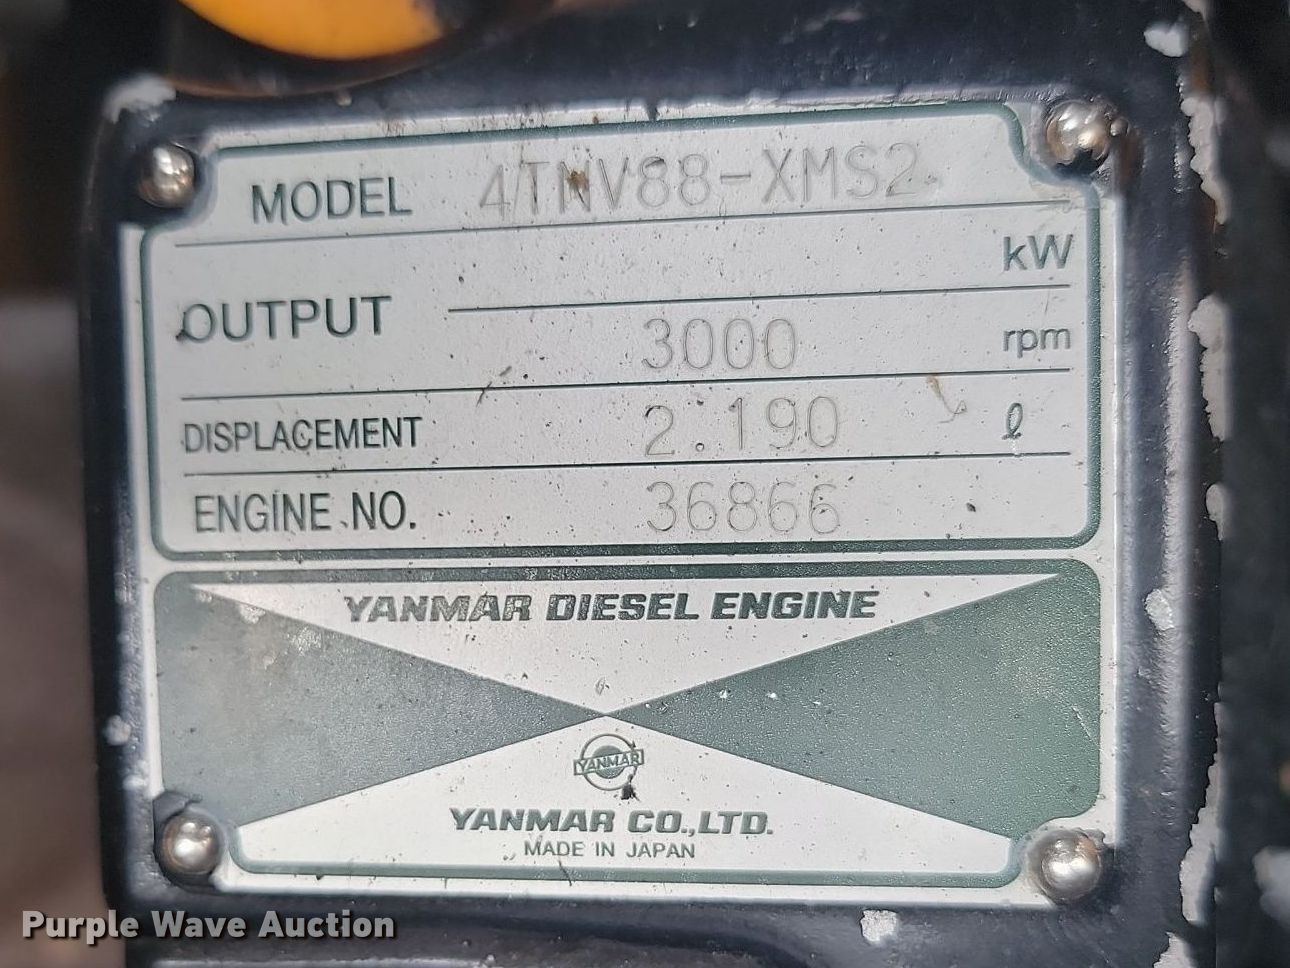 MODEL 4TNV88-XMS2
kW
OUTPUT
3000 rpm
DISPLACEMENT 2.190 ℓ
ENGINE NO. 36866
YANMAR DIESEL ENGINE
YANMAR
YANMAR CO.,LTD.
MADE IN JAPAN
Purple Wave Auction